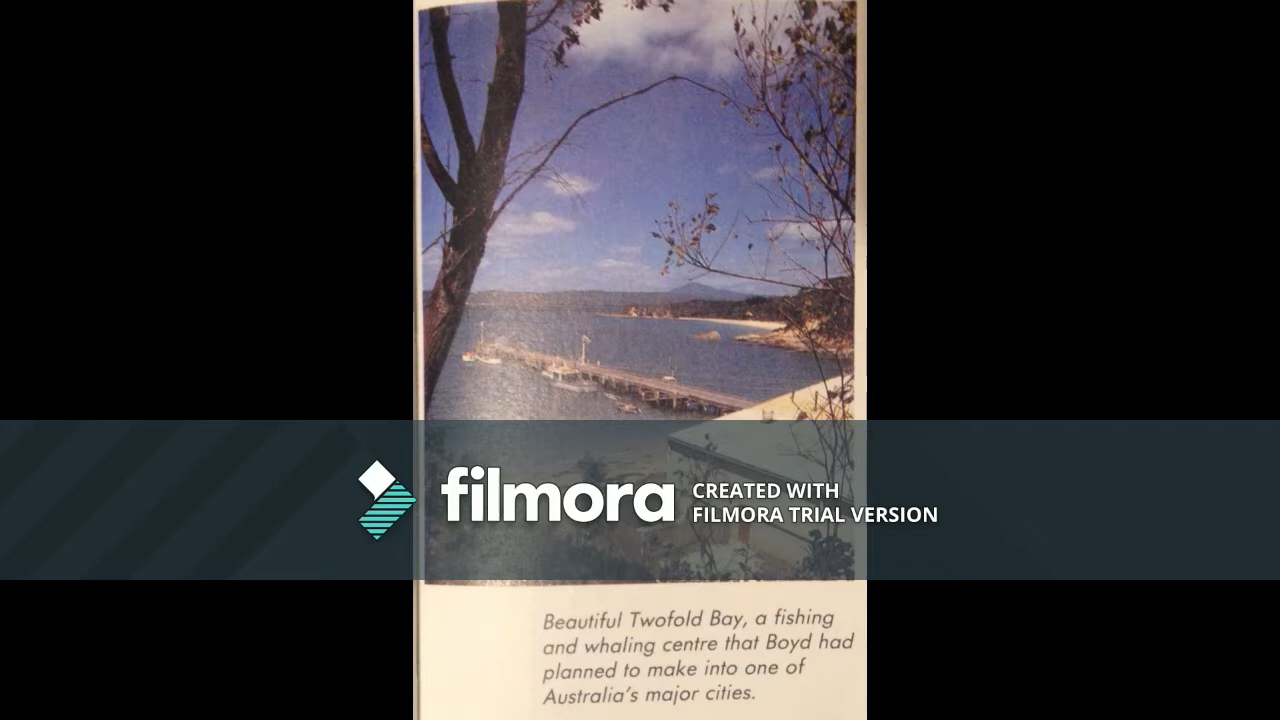 filmora
CREATED WITH
FILMORA TRIAL VERSION
Beautiful Twofold Bay, a fishing
and whaling centre that Boyd had
planned to make into one of
Australia's major cities.